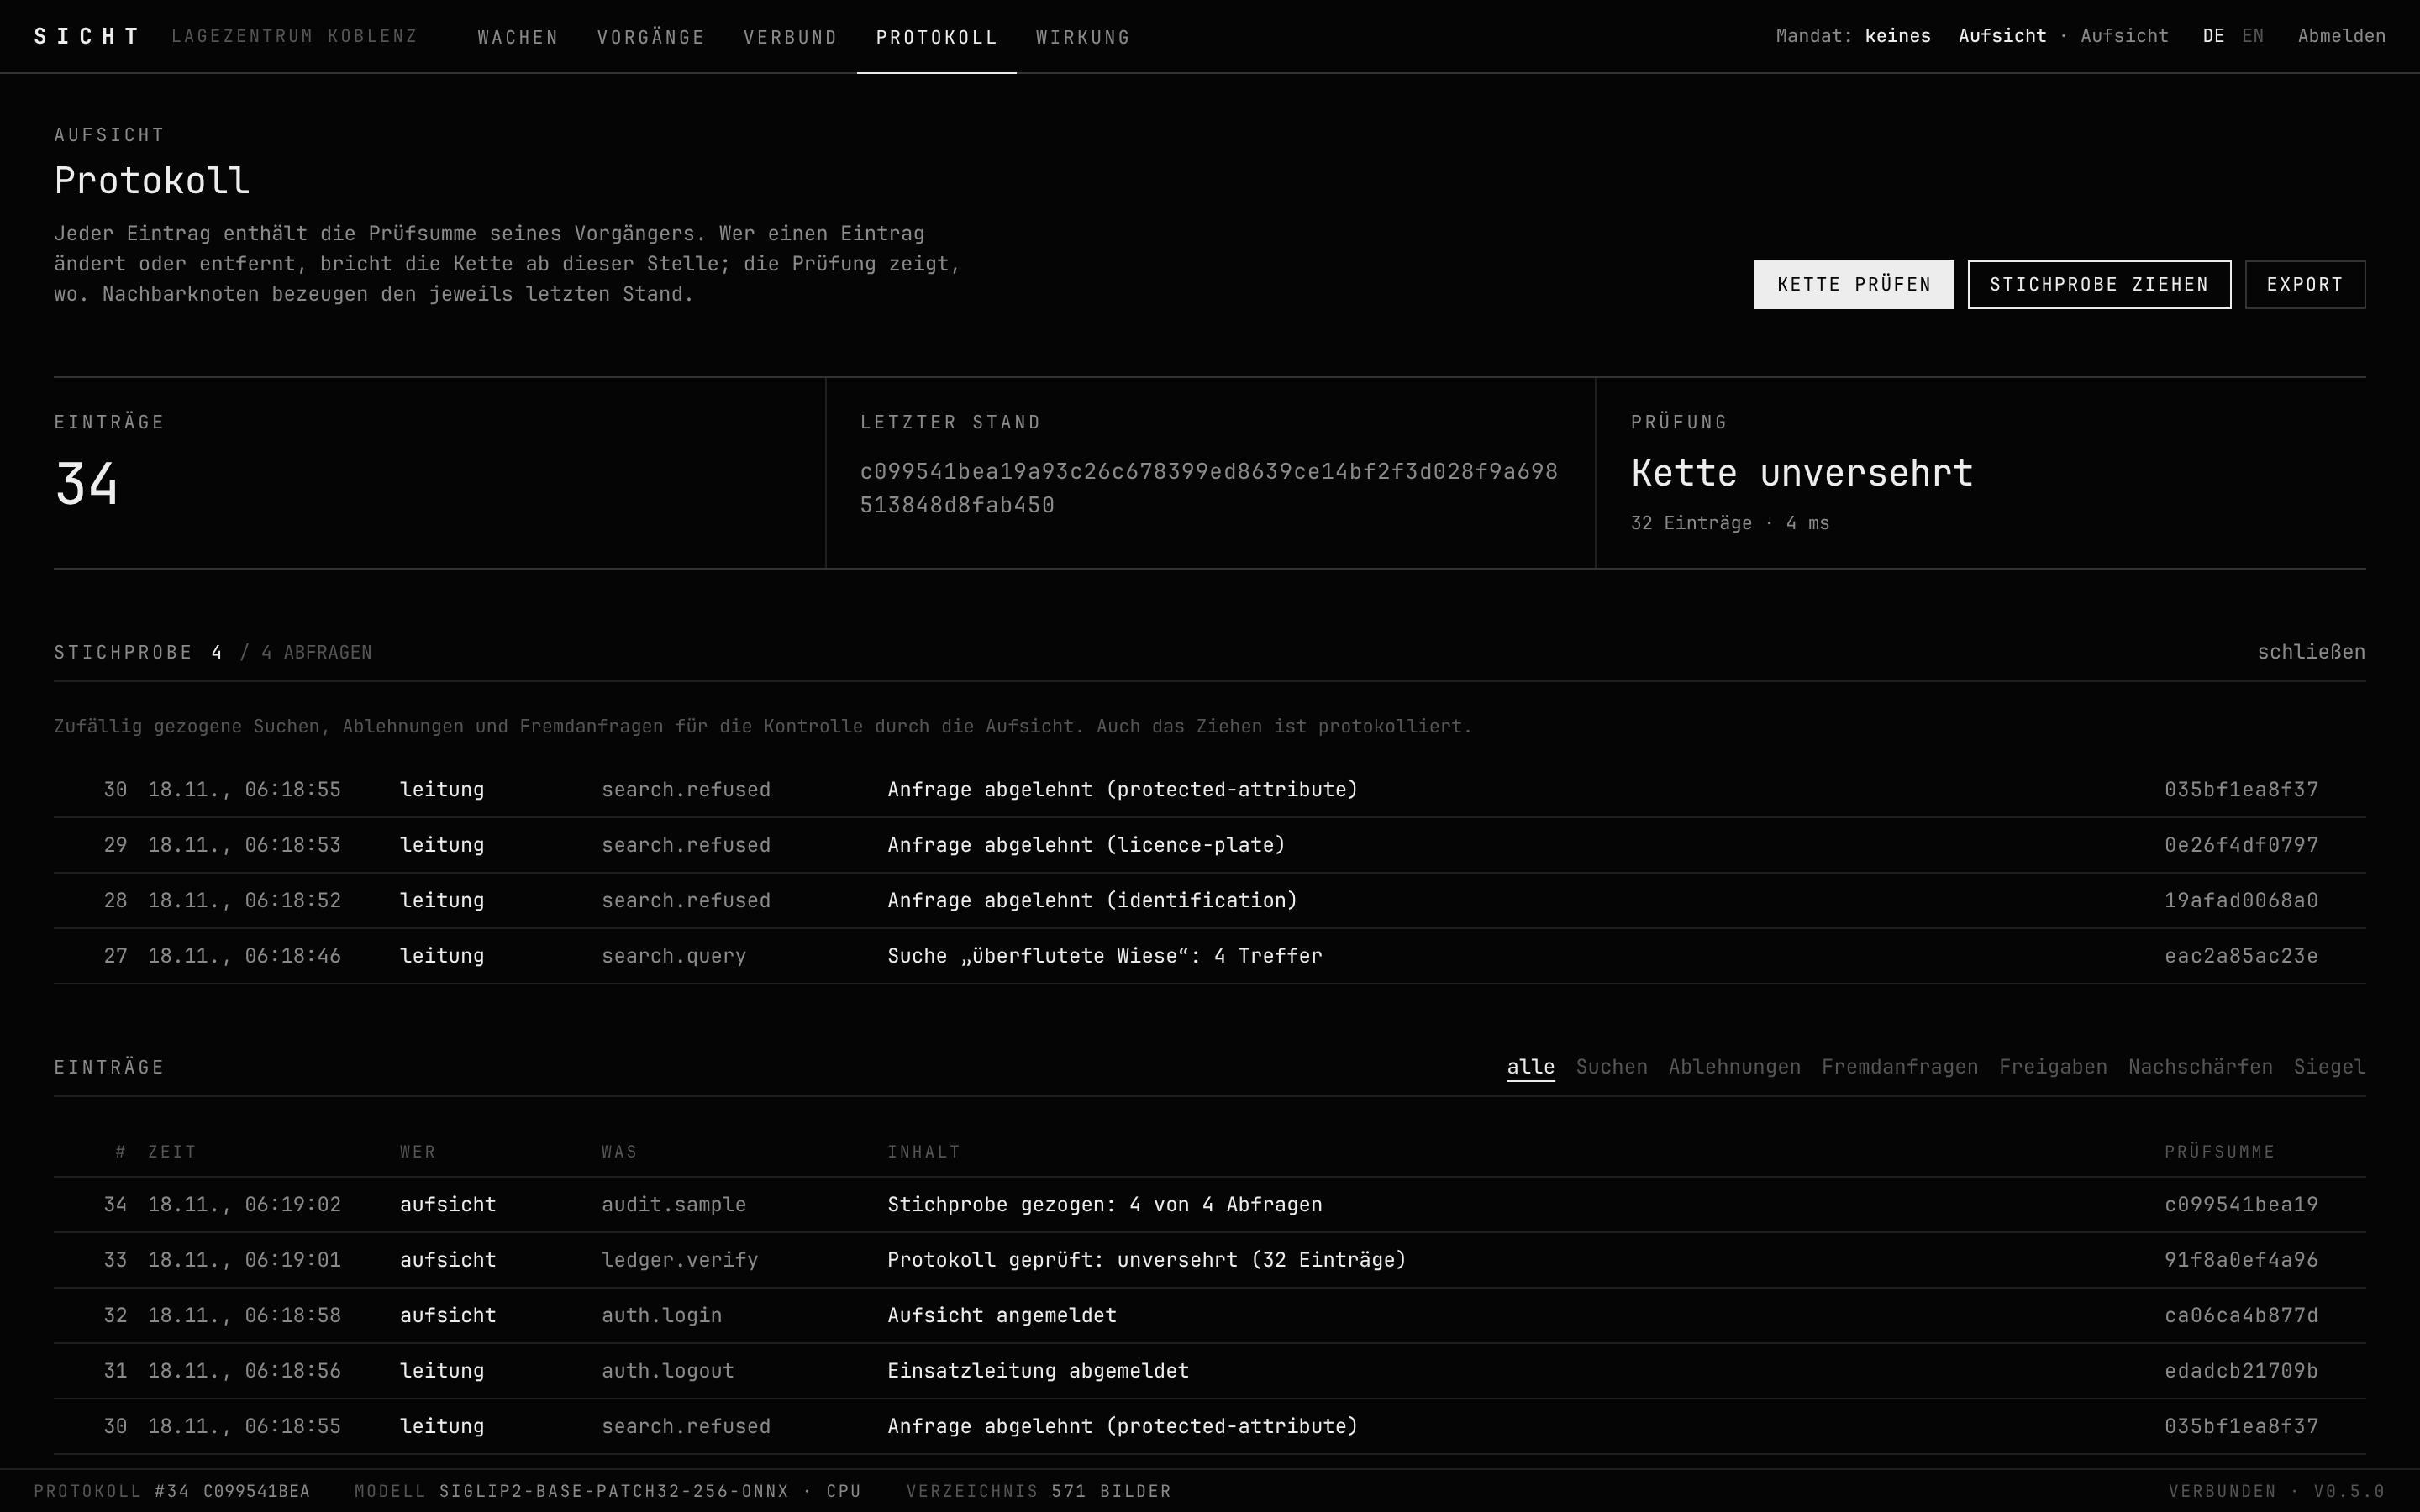 SICHT LAGEZENTRUM KOBLENZ WACHEN VORGÄNGE VERBUND PROTOKOLL WIRKUNG Mandat: keines Aufsicht · Aufsicht DE EN Abmelden
AUFSICHT
Protokoll
Jeder Eintrag enthält die Prüfsumme seines Vorgängers. Wer einen Eintrag
ändert oder entfernt, bricht die Kette ab dieser Stelle; die Prüfung zeigt,
wo. Nachbarknoten bezeugen den jeweils letzten Stand.
KETTE PRÜFEN STICHPROBE ZIEHEN EXPORT
EINTRÄGE
34
LETZTER STAND
c099541bea19a93c26c678399ed8639ce14bf2f3d028f9a698
513848d8fab450
PRÜFUNG
Kette unversehrt
32 Einträge · 4 ms
STICHPROBE 4 / 4 ABFRAGEN schließen
Zufällig gezogene Suchen, Ablehnungen und Fremdanfragen für die Kontrolle durch die Aufsicht. Auch das Ziehen ist protokolliert.
30 18.11., 06:18:55 leitung search.refused Anfrage abgelehnt (protected-attribute) 035bf1ea8f37
29 18.11., 06:18:53 leitung search.refused Anfrage abgelehnt (licence-plate) 0e26f4df0797
28 18.11., 06:18:52 leitung search.refused Anfrage abgelehnt (identification) 19afad0068a0
27 18.11., 06:18:46 leitung search.query Suche „überflutete Wiese“: 4 Treffer eac2a85ac23e
EINTRÄGE alle Suchen Ablehnungen Fremdanfragen Freigaben Nachschärfen Siegel
# ZEIT WER WAS INHALT PRÜFSUMME
34 18.11., 06:19:02 aufsicht audit.sample Stichprobe gezogen: 4 von 4 Abfragen c099541bea19
33 18.11., 06:19:01 aufsicht ledger.verify Protokoll geprüft: unversehrt (32 Einträge) 91f8a0ef4a96
32 18.11., 06:18:58 aufsicht auth.login Aufsicht angemeldet ca06ca4b877d
31 18.11., 06:18:56 leitung auth.logout Einsatzleitung abgemeldet edadcb21709b
30 18.11., 06:18:55 leitung search.refused Anfrage abgelehnt (protected-attribute) 035bf1ea8f37
PROTOKOLL #34 C099541BEA MODELL SIGLIP2-BASE-PATCH32-256-ONNX · CPU VERZEICHNIS 571 BILDER VERBUNDEN · V0.5.0